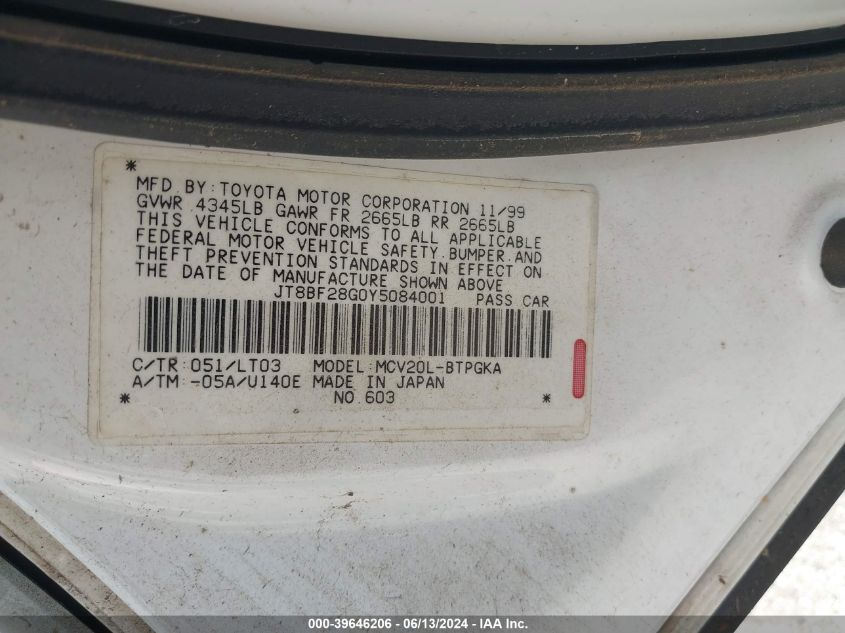 *
MFD. BY: TOYOTA MOTOR CORPORATION 11/99
GVWR 4345LB GAWR FR 2665LB RR 2665LB
THIS VEHICLE CONFORMS TO ALL APPLICABLE
FEDERAL MOTOR VEHICLE SAFETY.BUMPER.AND
THEFT PREVENTION STANDARDS IN EFFECT ON
THE DATE OF MANUFACTURE SHOWN ABOVE
JT8BF28G0Y5084001 PASS CAR
C/TR:051/LT03 MODEL:MCV20L-BTPGKA
A/TM:-05A/U140E MADE IN JAPAN
* NO.603 *
000-39646206 - 06/13/2024 - IAA Inc.